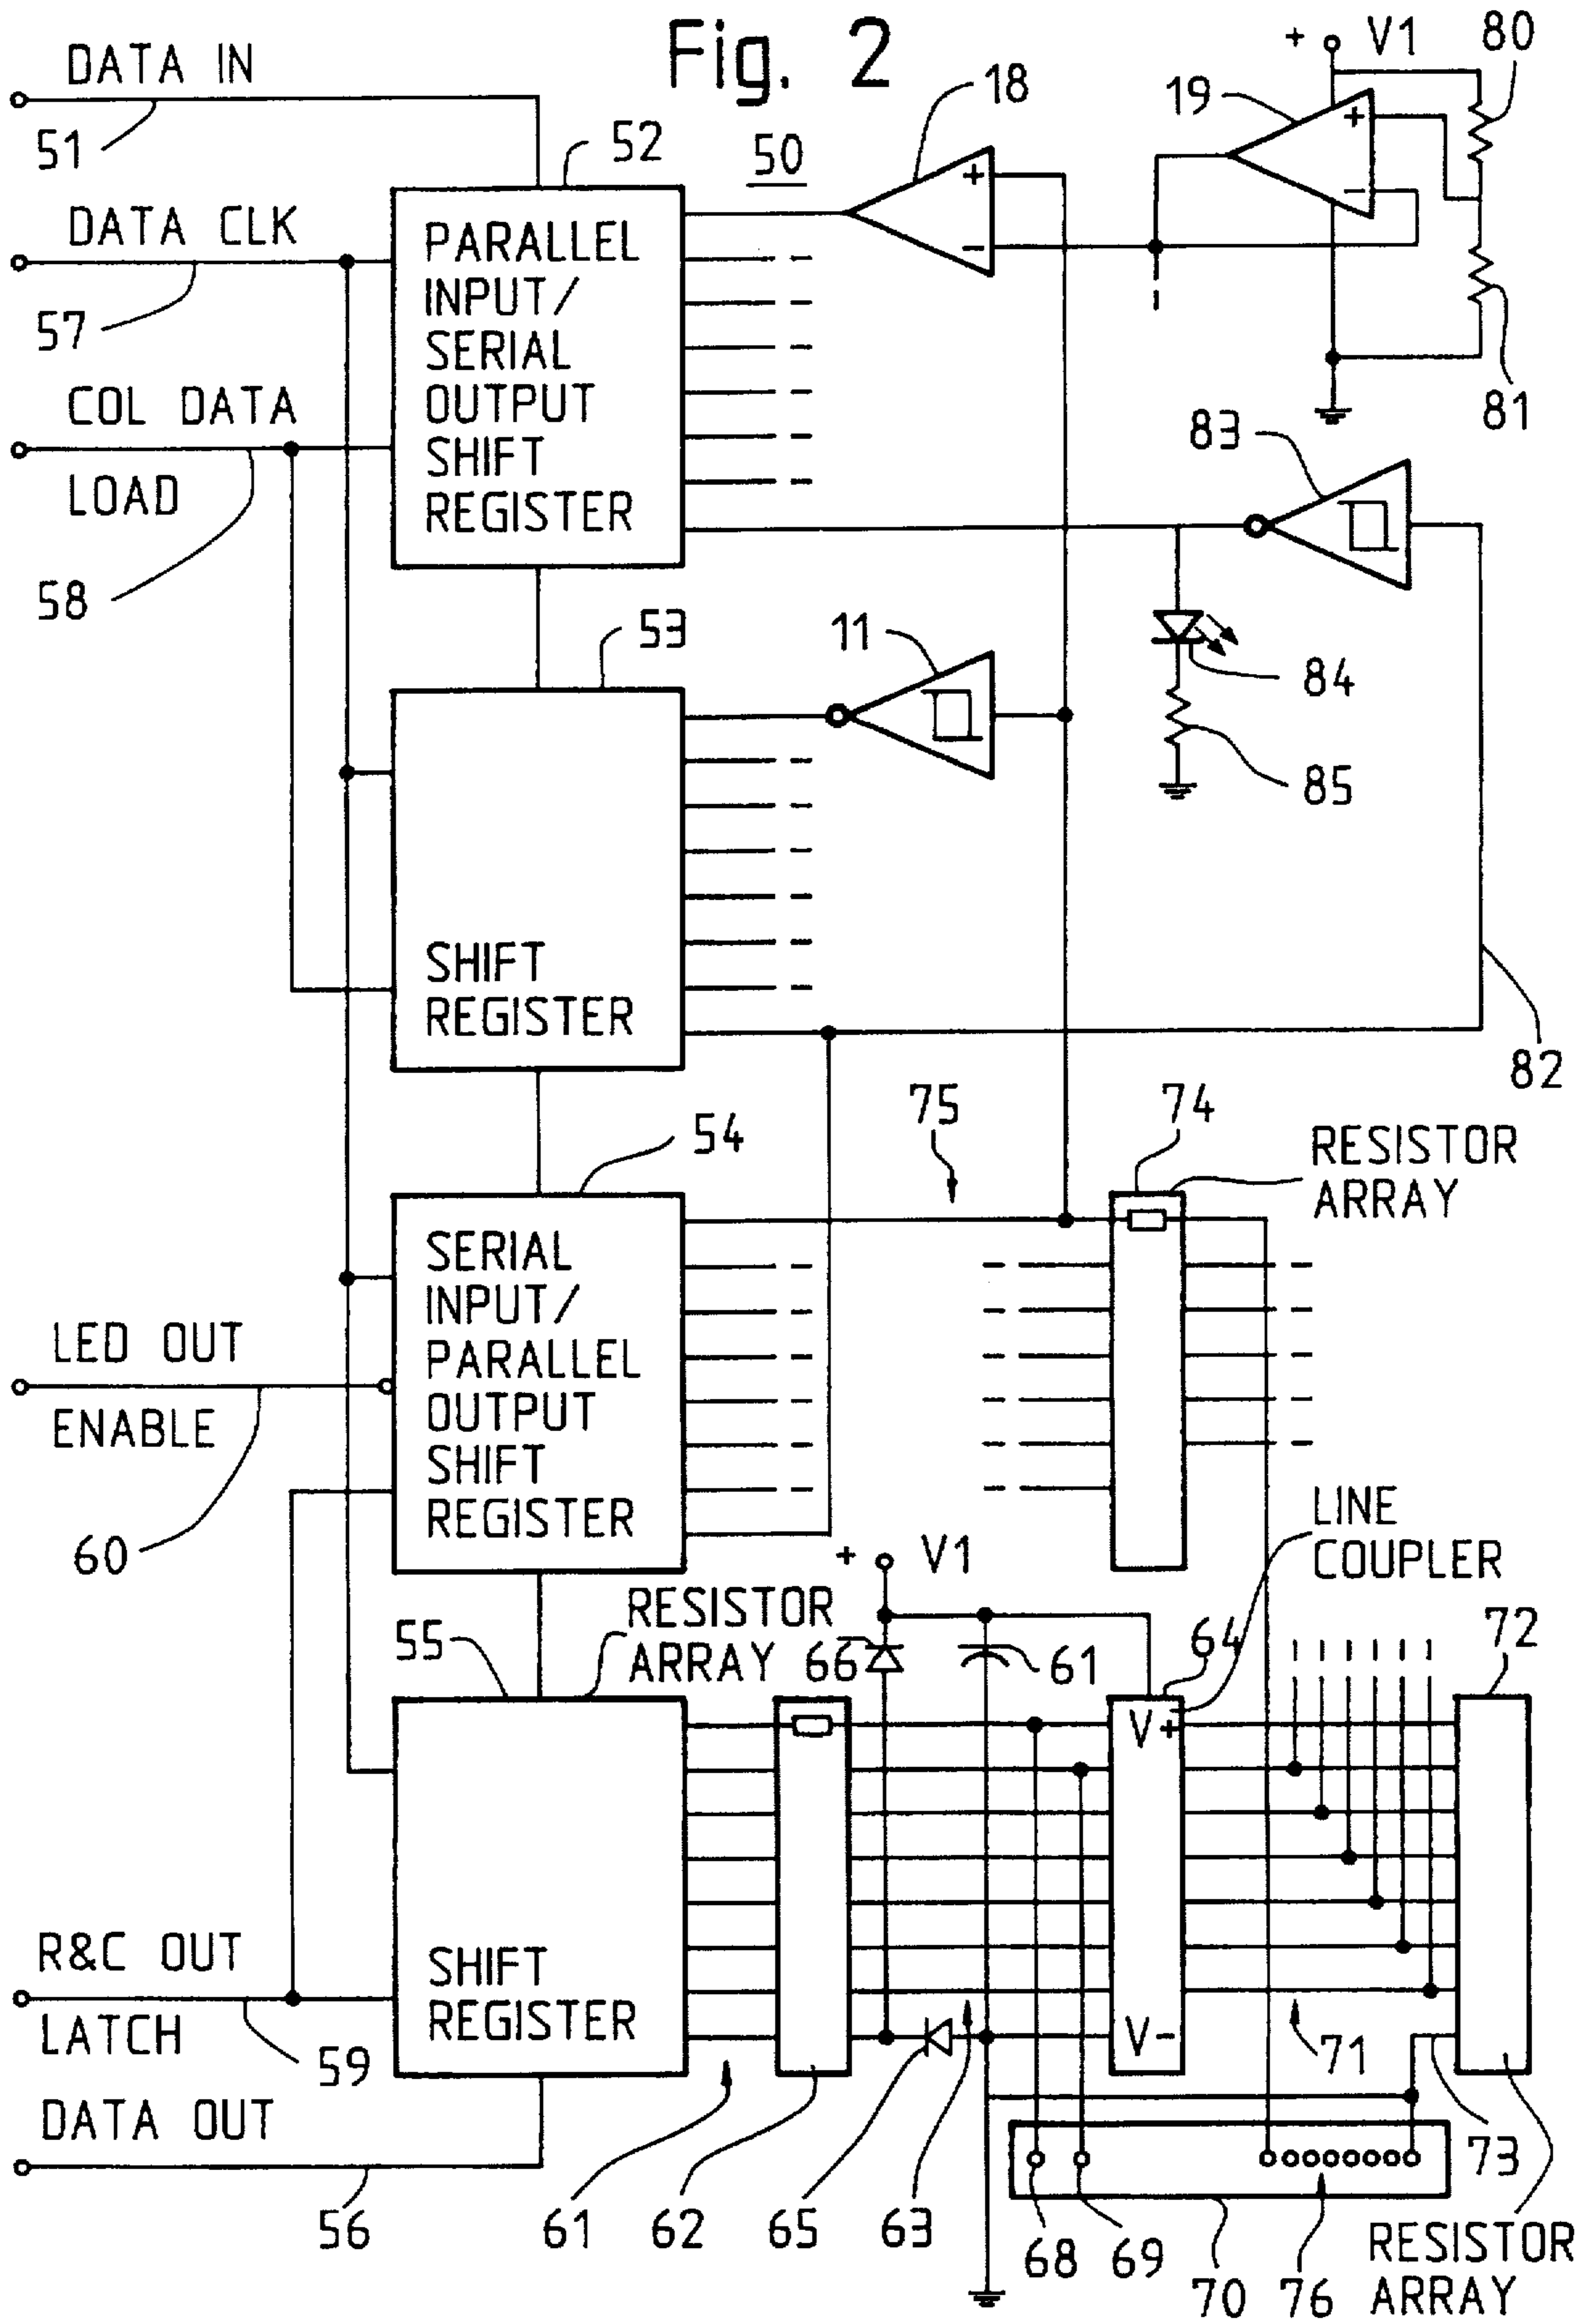 Fig. 2
DATA IN
51
52
50
18
19
+ V1
80
+
-
+
-
DATA CLK
57
PARALLEL
INPUT/
SERIAL
OUTPUT
SHIFT
REGISTER
COL DATA
LOAD
58
81
83
53
11
84
85
SHIFT
REGISTER
82
75
74
54
RESISTOR
ARRAY
SERIAL
INPUT/
PARALLEL
OUTPUT
SHIFT
REGISTER
LED OUT
ENABLE
60
LINE
COUPLER
+ V1
RESISTOR
ARRAY
55
66
61
64
72
V+
R&C OUT
LATCH
59
SHIFT
REGISTER
V-
71
DATA OUT
56
61
62
65
63
68
69
70
76
73
RESISTOR
ARRAY